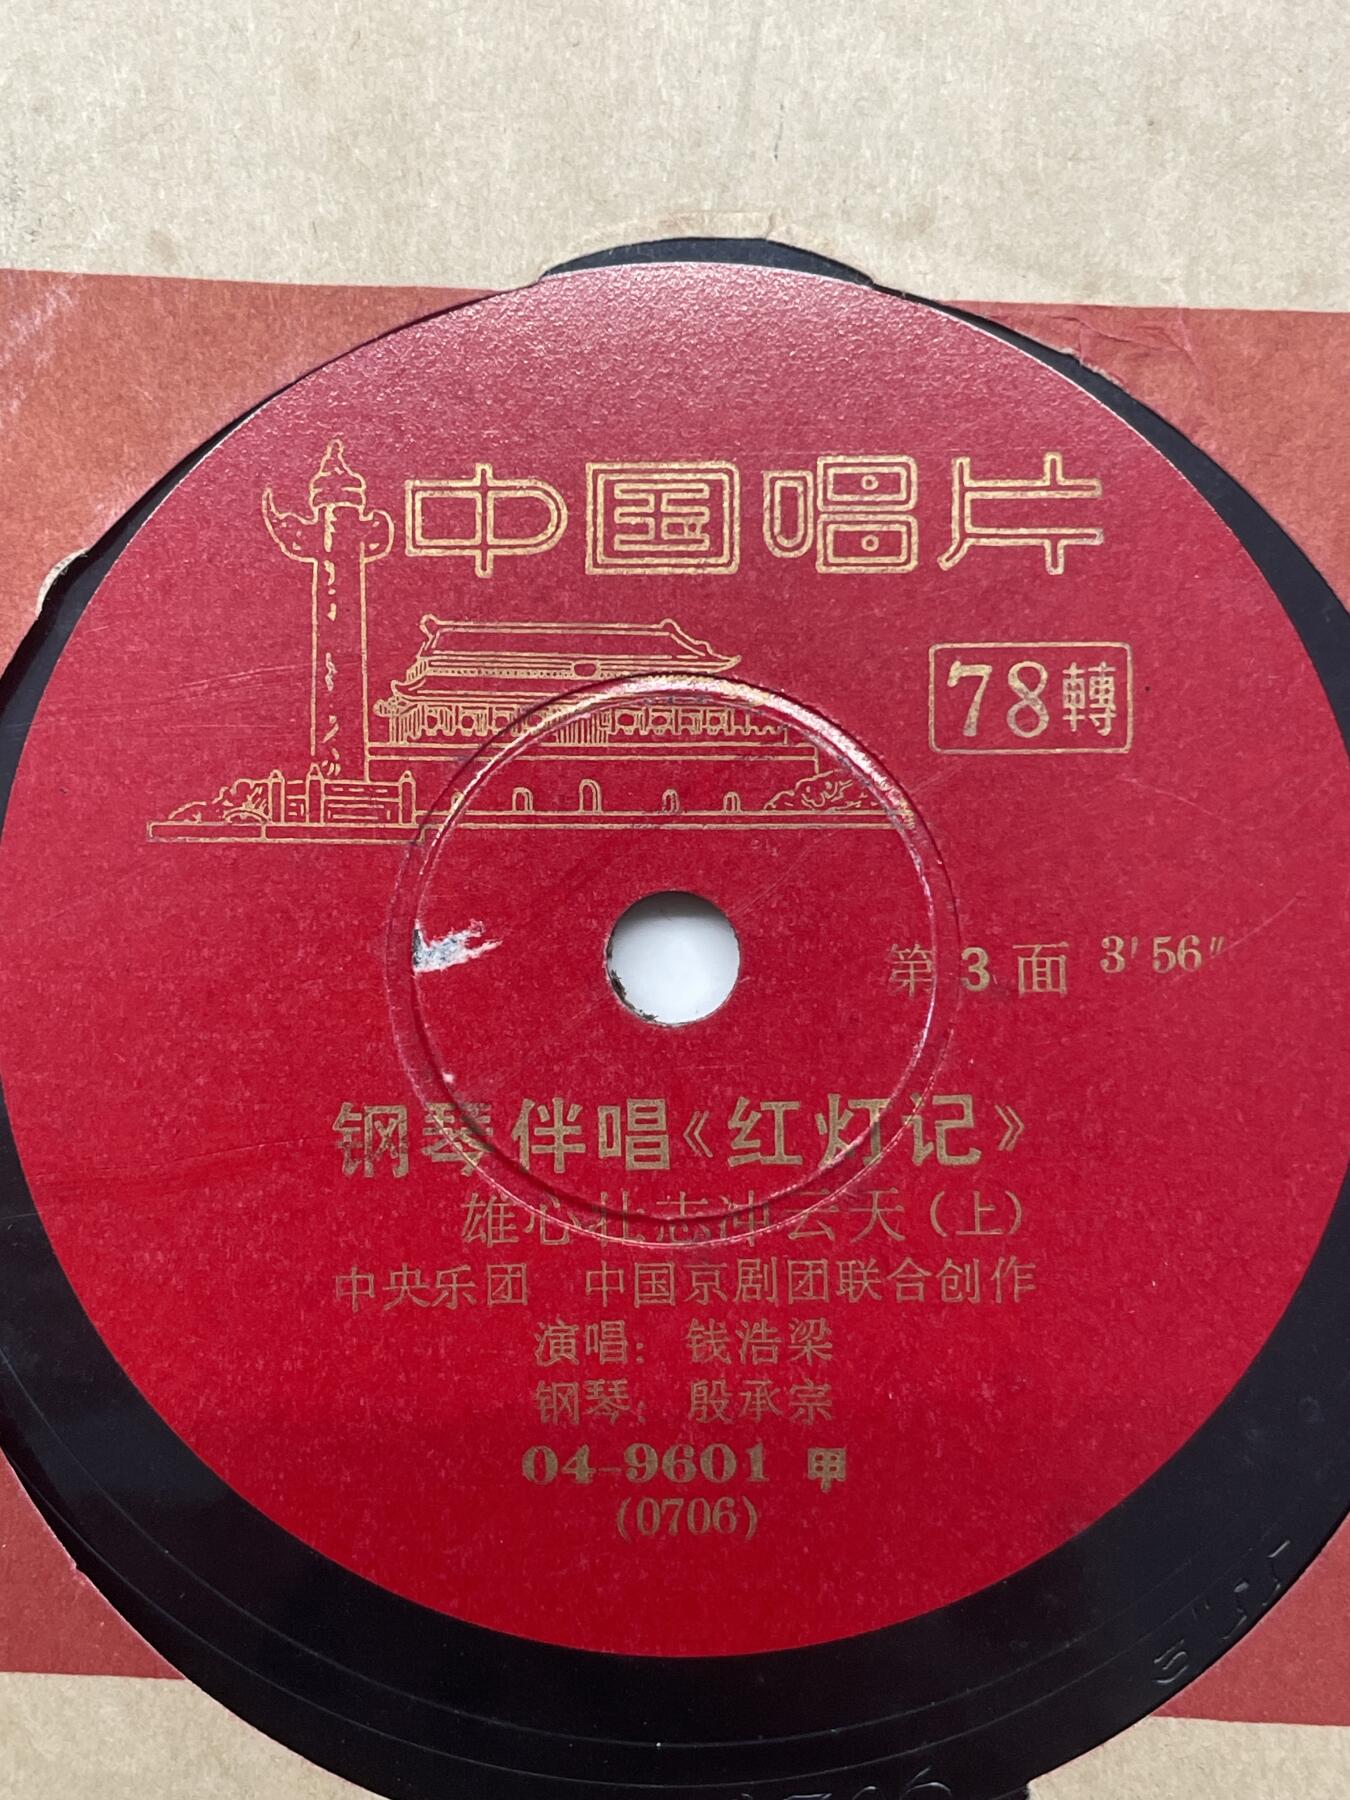 中国唱片
78轉
第 3 面 3′56″
钢琴伴唱《红灯记》
雄心壮志冲云天(上)
中央乐团 中国京剧团联合创作
演唱: 钱浩梁
钢琴: 殷承宗
04-9601 甲
(0706)